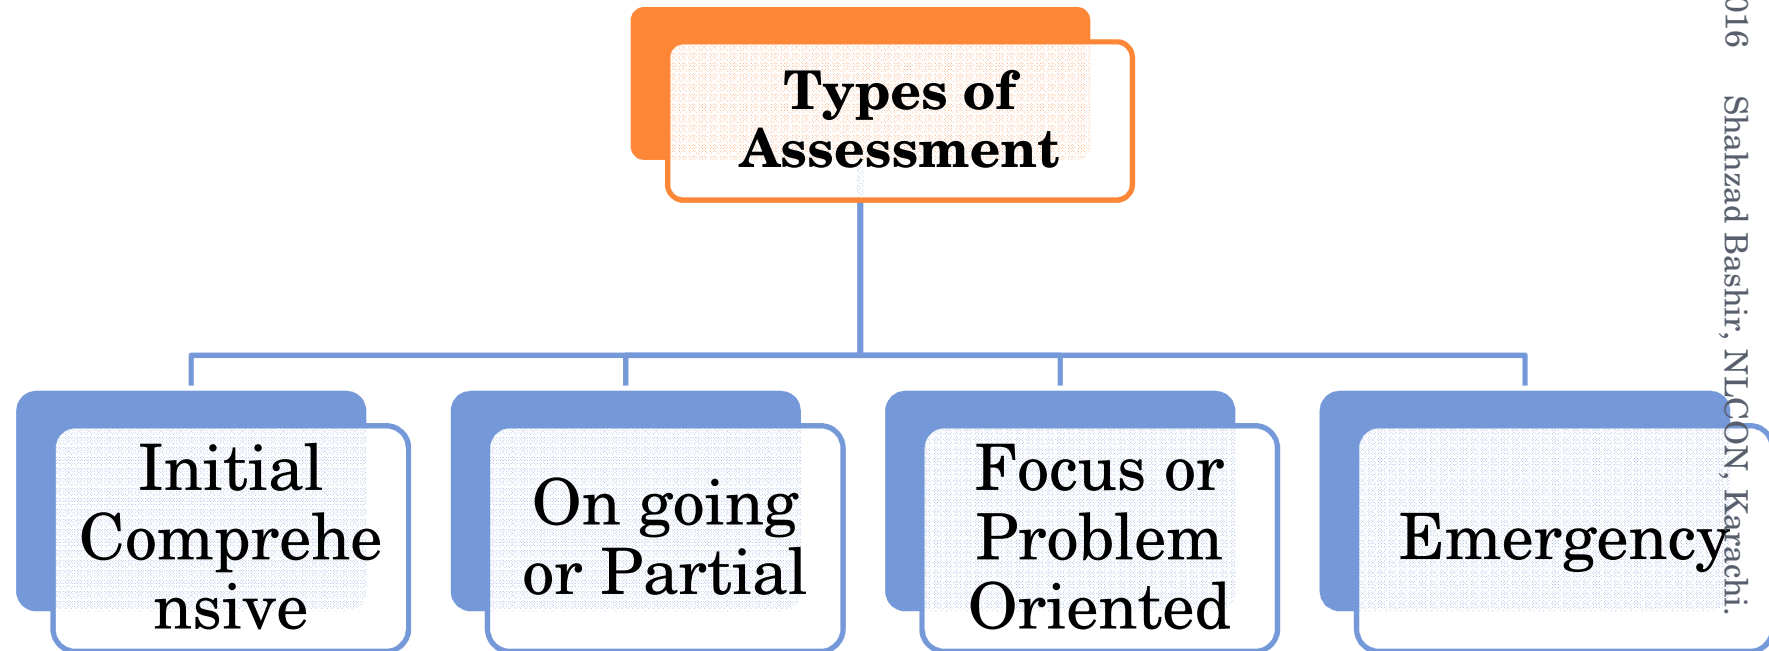 Types of
Assessment
Initial
Comprehe
nsive
On going
or Partial
Focus or
Problem
Oriented
Emergency
016 Shahzad Bashir, NLCON, Karachi.